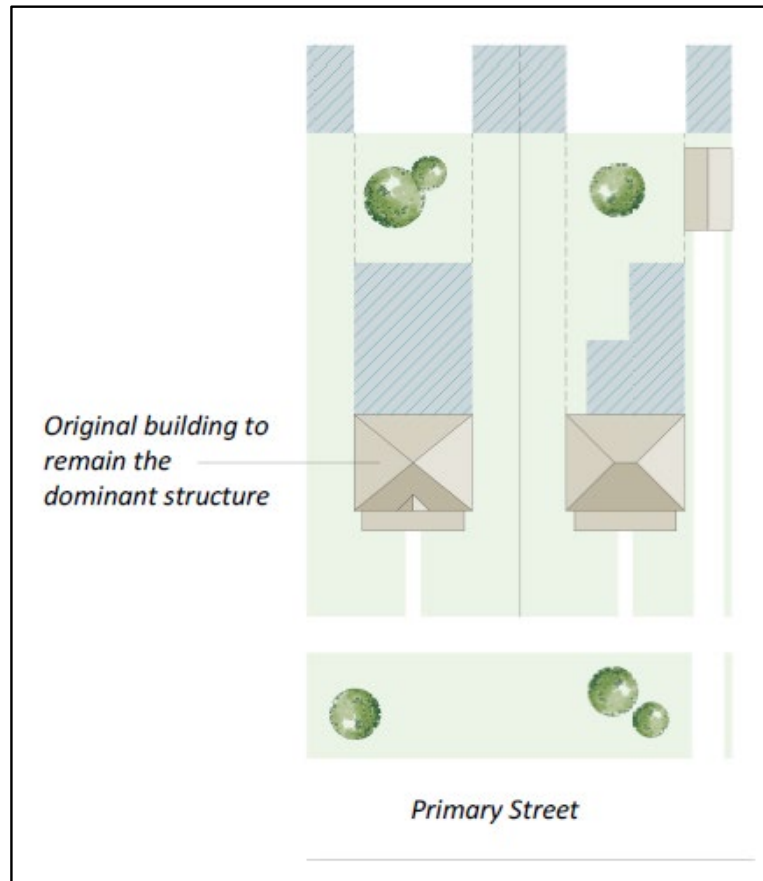 Original building to
remain the
dominant structure
Primary Street